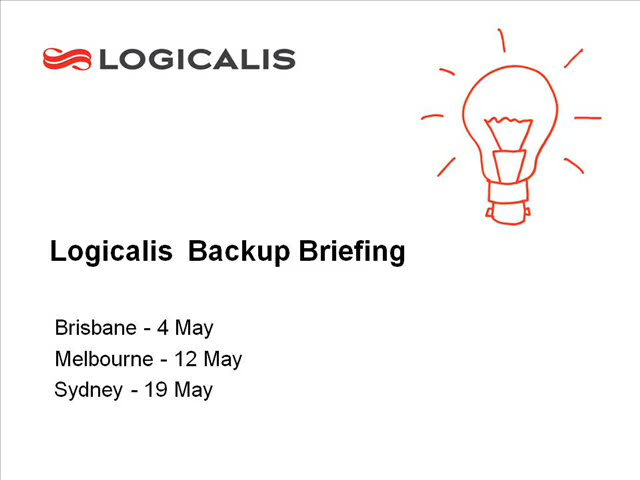 LOGICALIS
Logicalis  Backup Briefing
Brisbane - 4 May
Melbourne - 12 May
Sydney - 19 May